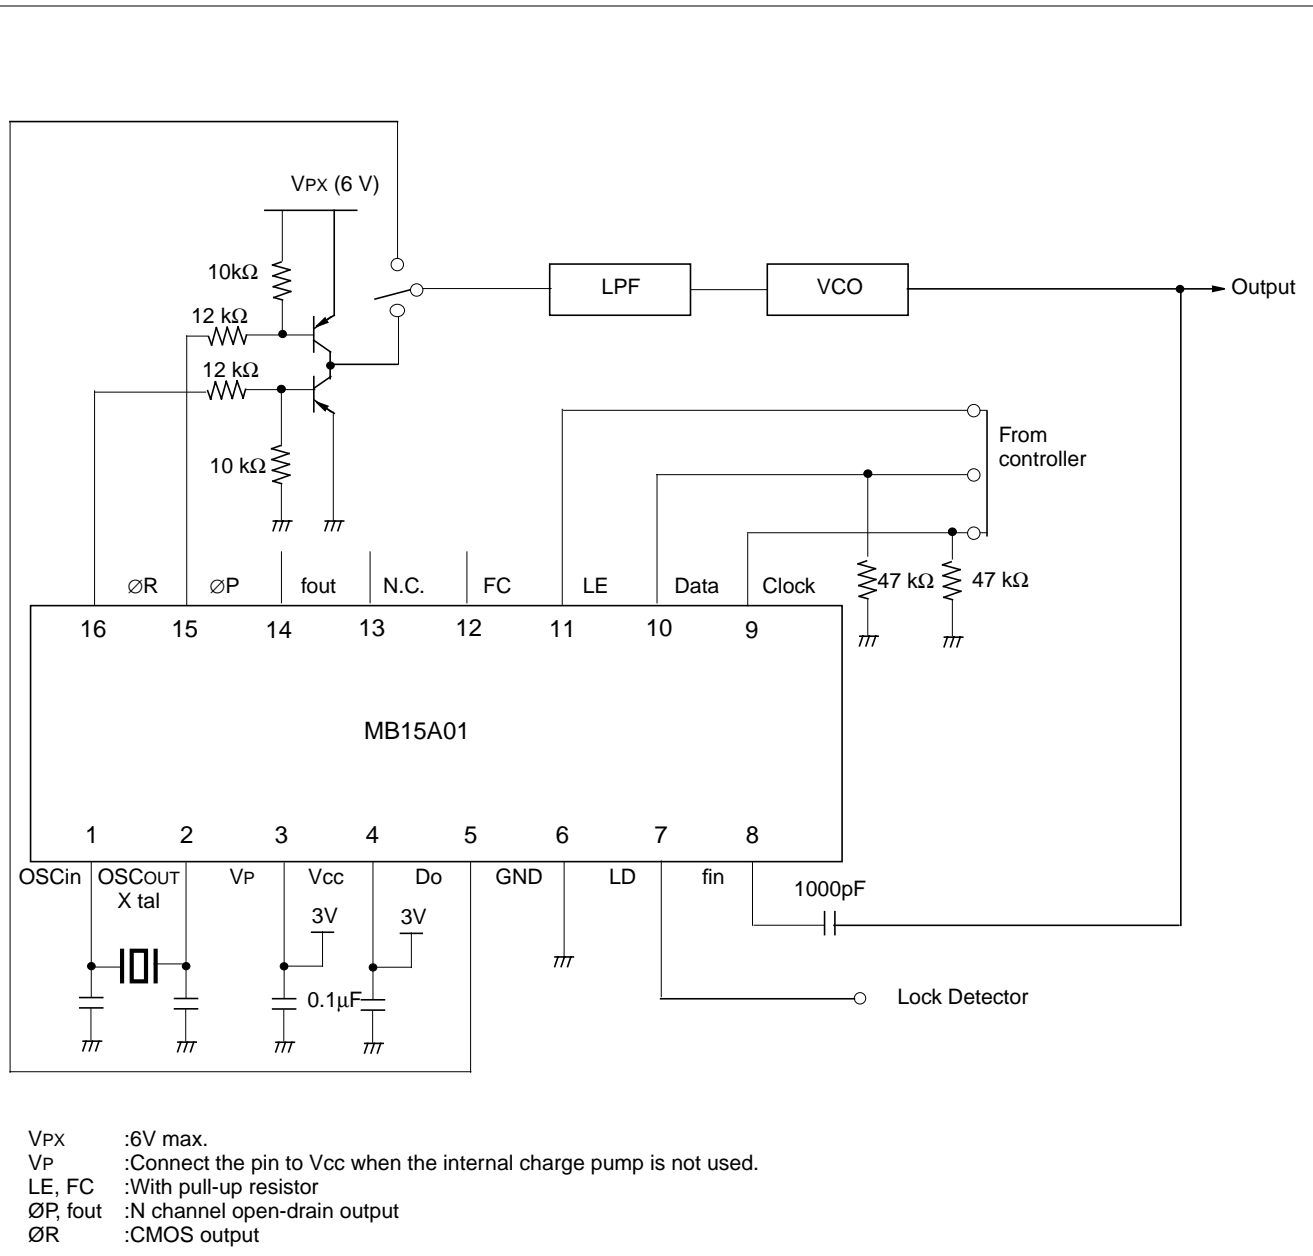 VPX (6 V)
10kΩ
12 kΩ
12 kΩ
10 kΩ
LPF
VCO
Output
From
controller
47 kΩ
47 kΩ
ØR
ØP
fout
N.C.
FC
LE
Data
Clock
16
15
14
13
12
11
10
9
MB15A01
1
2
3
4
5
6
7
8
OSCin
OSCOUT
X tal
VP
Vcc
Do
GND
LD
fin
3V
3V
0.1µF
1000pF
Lock Detector
VPX :6V max.
VP :Connect the pin to Vcc when the internal charge pump is not used.
LE, FC :With pull-up resistor
ØP, fout :N channel open-drain output
ØR :CMOS output